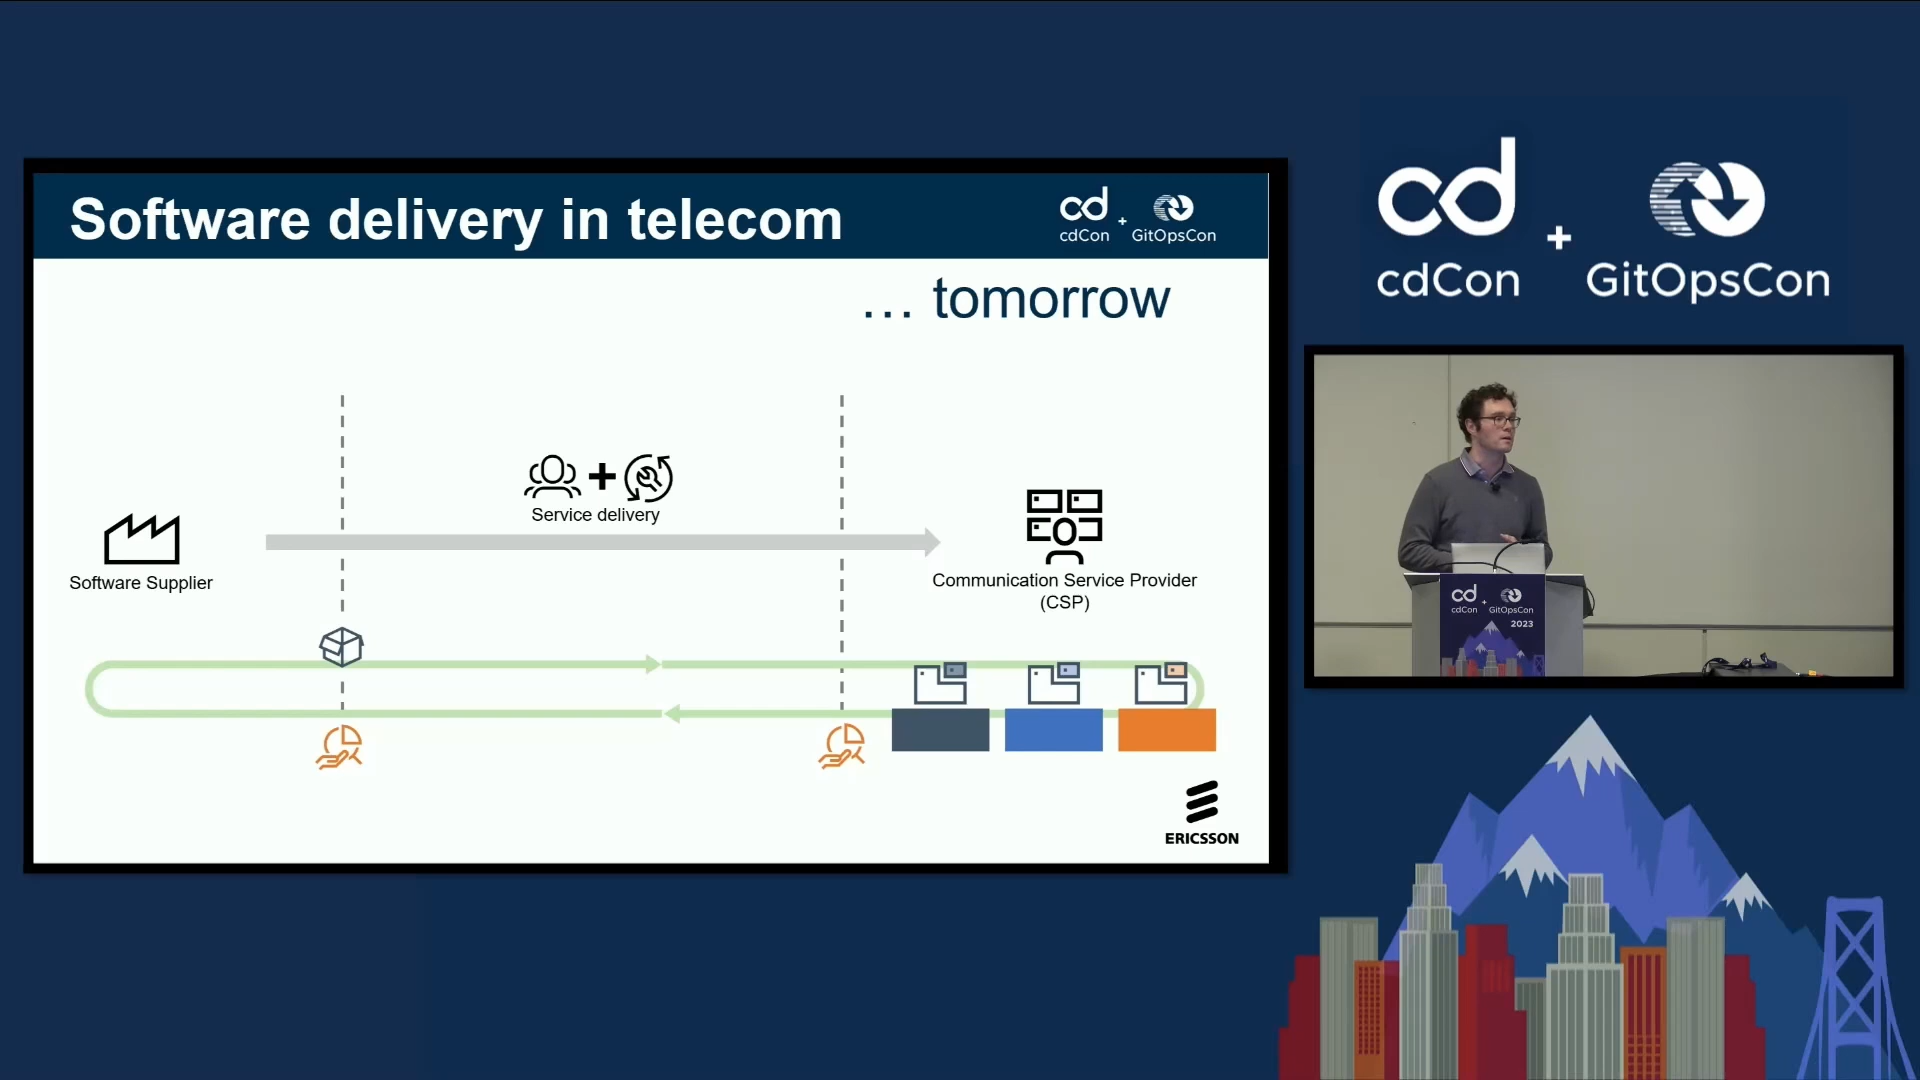 Software delivery in telecom
cdCon + GitOpsCon
… tomorrow
Service delivery
Software Supplier
Communication Service Provider
(CSP)
ERICSSON
cd
cdCon + GitOpsCon
cd
cdCon + GitOpsCon
2023